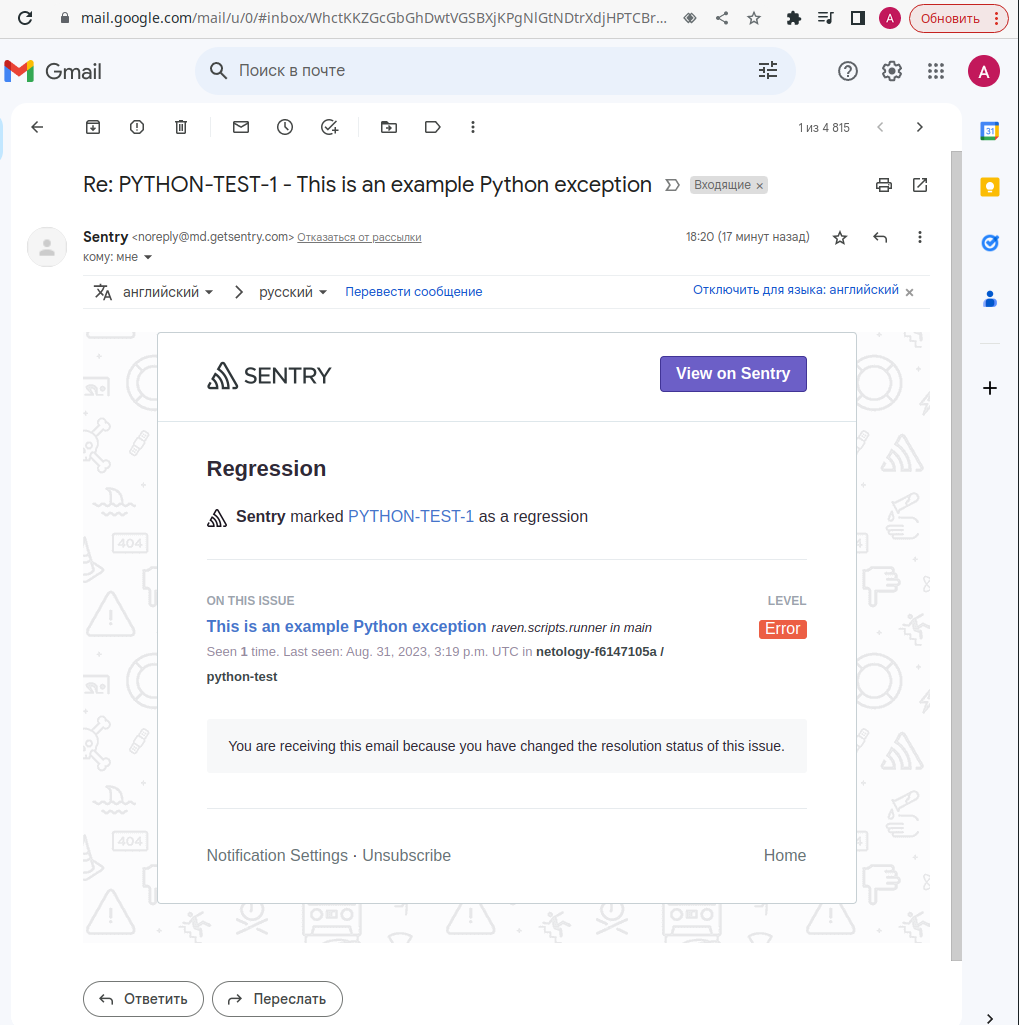 mail.google.com/mail/u/0/#inbox/WhctKKZGcGbGhDwtVGSBXjKPgNlGtNDtrXdjHPTCBr...
A
Обновить
Gmail
Поиск в почте
A
1 из 4 815
31
Re: PYTHON-TEST-1 - This is an example Python exception
Входящие ×
Sentry <noreply@md.getsentry.com> Отказаться от рассылки
18:20 (17 минут назад)
кому: мне
английский
русский
Перевести сообщение
Отключить для языка: английский ×
SENTRY
View on Sentry
Regression
Sentry marked PYTHON-TEST-1 as a regression
404
ON THIS ISSUE
LEVEL
This is an example Python exception raven.scripts.runner in main
Error
Seen 1 time. Last seen: Aug. 31, 2023, 3:19 p.m. UTC in netology-f6147105a /
python-test
You are receiving this email because you have changed the resolution status of this issue.
404
Notification Settings · Unsubscribe
Home
Ответить
Переслать